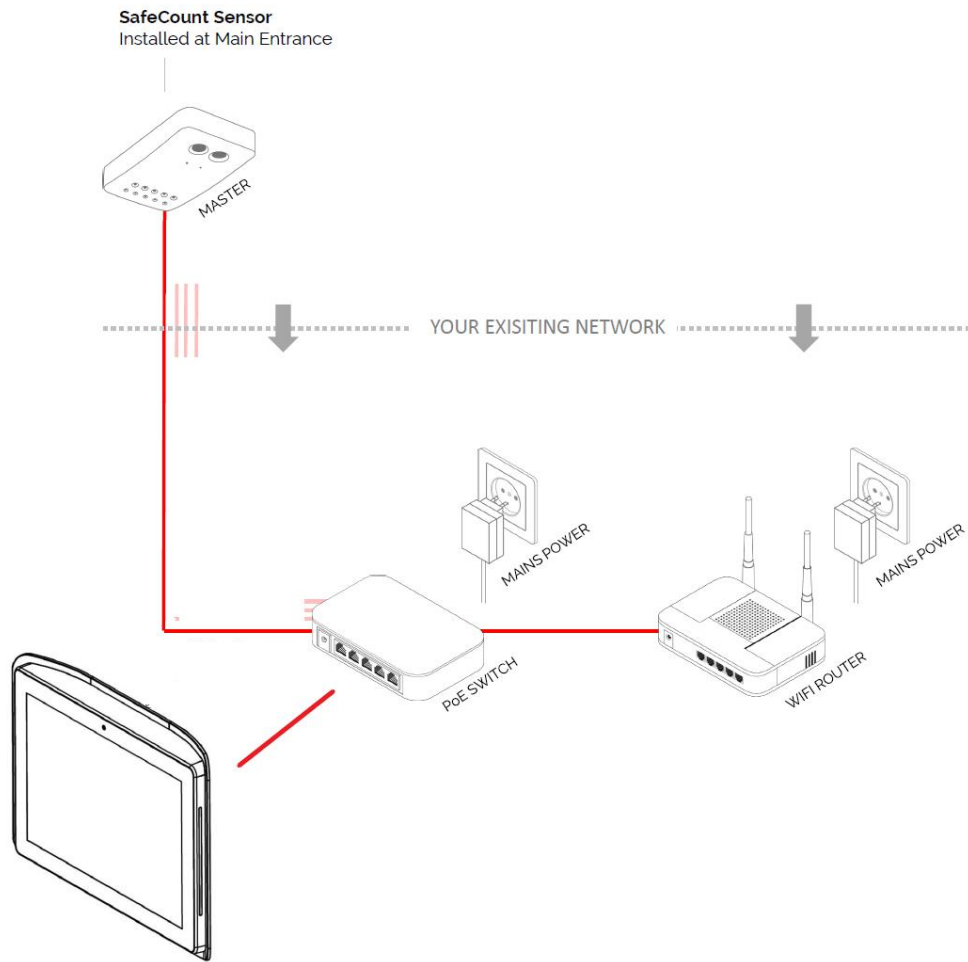 SafeCount Sensor
Installed at Main Entrance
MASTER
YOUR EXISITING NETWORK
MAINS POWER
MAINS POWER
PoE SWITCH
WIFI ROUTER